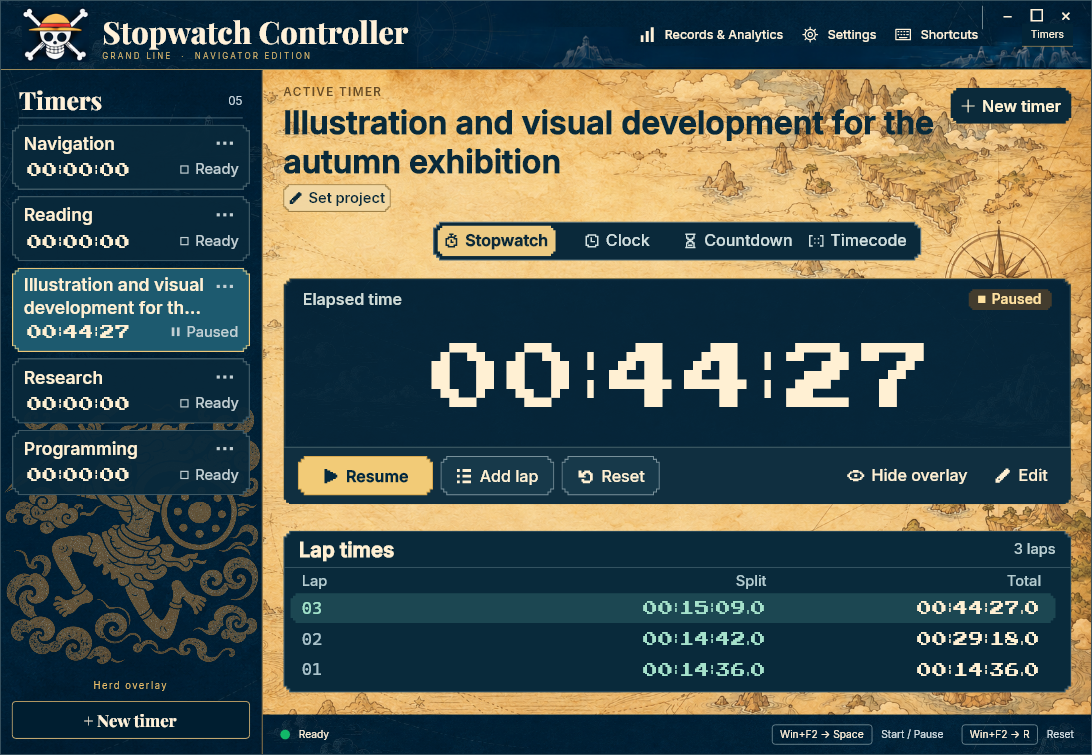 Stopwatch Controller
GRAND LINE · NAVIGATOR EDITION
Records & Analytics
Settings
Shortcuts
Timers
Timers
05
Navigation
00:00:00
Ready
Reading
00:00:00
Ready
Illustration and visual
development for th...
00:44:27
Paused
Research
00:00:00
Ready
Programming
00:00:00
Ready
Herd overlay
+ New timer
ACTIVE TIMER
Illustration and visual development for the
autumn exhibition
+ New timer
Set project
Stopwatch
Clock
Countdown
Timecode
Elapsed time
Paused
00:44:27
Resume
Add lap
Reset
Hide overlay
Edit
Lap times
3 laps
Lap Split Total
03 00:15:09.0 00:44:27.0
02 00:14:42.0 00:29:18.0
01 00:14:36.0 00:14:36.0
Ready
Win+F2 → Space
Start / Pause
Win+F2 → R
Reset